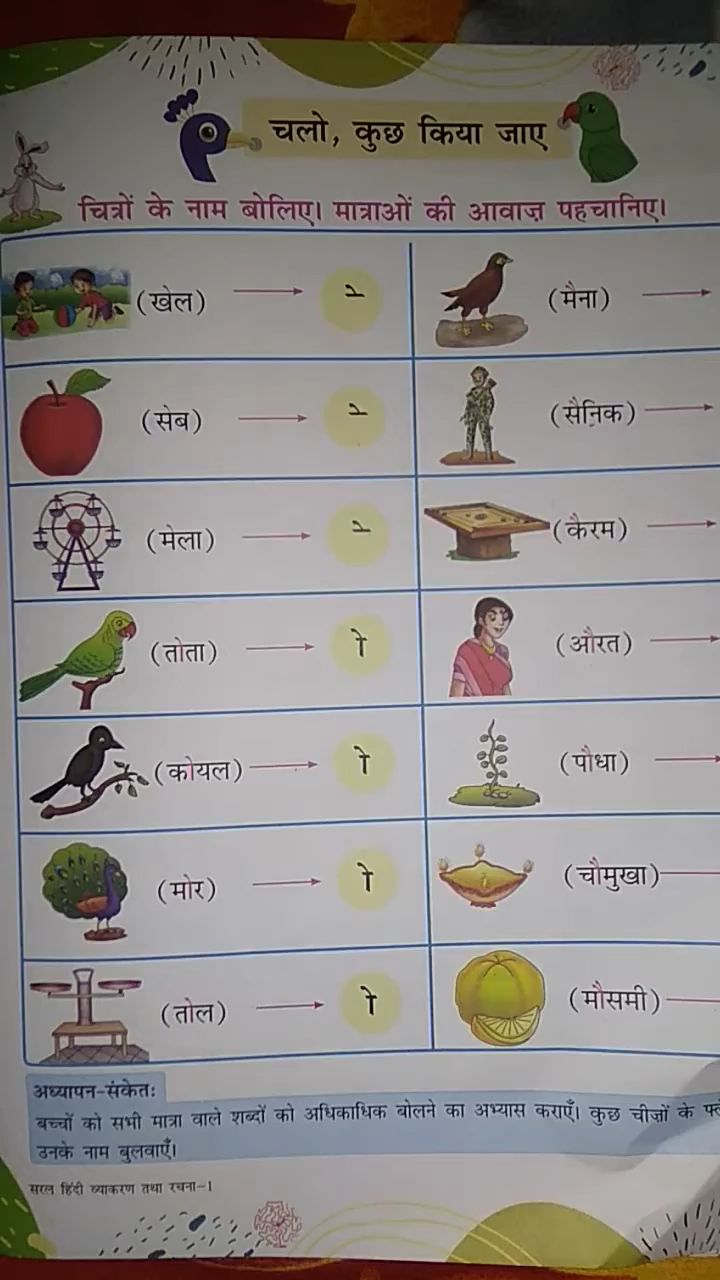 चलो, कुछ किया जाए
चित्रों के नाम बोलिए। मात्राओं की आवाज़ पहचानिए।
(खेल) → े (मैना) →
(सेब) → े (सैनिक) →
(मेला) → े (कैरम) →
(तोता) → ो (औरत) →
(कोयल) → ो (पौधा) →
(मोर) → ो (चौमुखा) →
(तोल) → ो (मौसमी) →
अध्यापन-संकेतः
बच्चों को सभी मात्रा वाले शब्दों को अधिकाधिक बोलने का अभ्यास कराएँ। कुछ चीज़ों के
उनके नाम बुलवाएँ।
सरल हिंदी व्याकरण तथा रचना-1